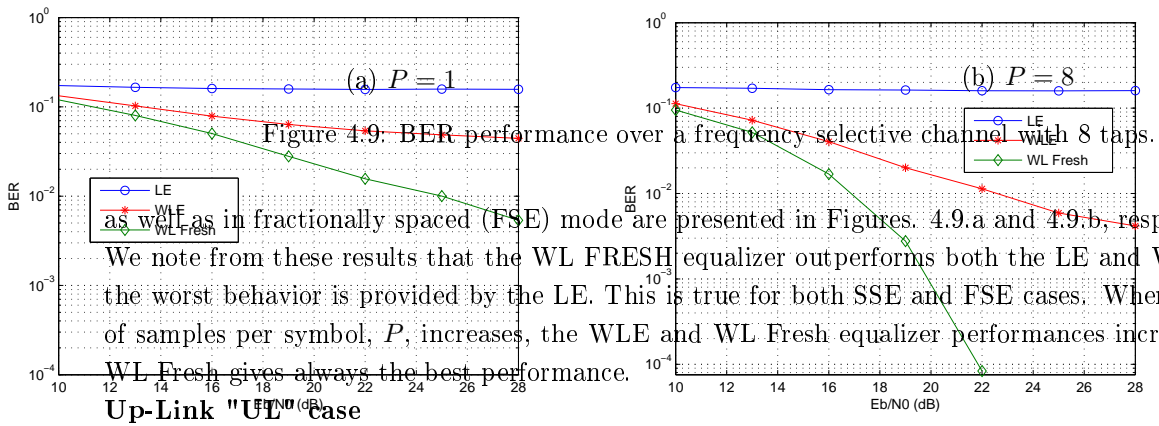 10^0
10^-1
10^-2
10^-3
10^-4
BER
10 12 14 16 18 20 22 24 26 28
Eb/N0 (dB)
LE
WLE
WL Fresh
(a) P = 1
10^0
10^-1
10^-2
10^-3
10^-4
BER
10 12 14 16 18 20 22 24 26 28
Eb/N0 (dB)
LE
WLE
WL Fresh
(b) P = 8
Figure 4.9: BER performance over a frequency selective channel with 8 taps.
as well as in fractionally spaced (FSE) mode are presented in Figures. 4.9.a and 4.9.b, resp
We note from these results that the WL FRESH equalizer outperforms both the LE and W
the worst behavior is provided by the LE. This is true for both SSE and FSE cases. When
of samples per symbol, P, increases, the WLE and WL Fresh equalizer performances incr
WL Fresh gives always the best performance.
Up-Link "UL" case